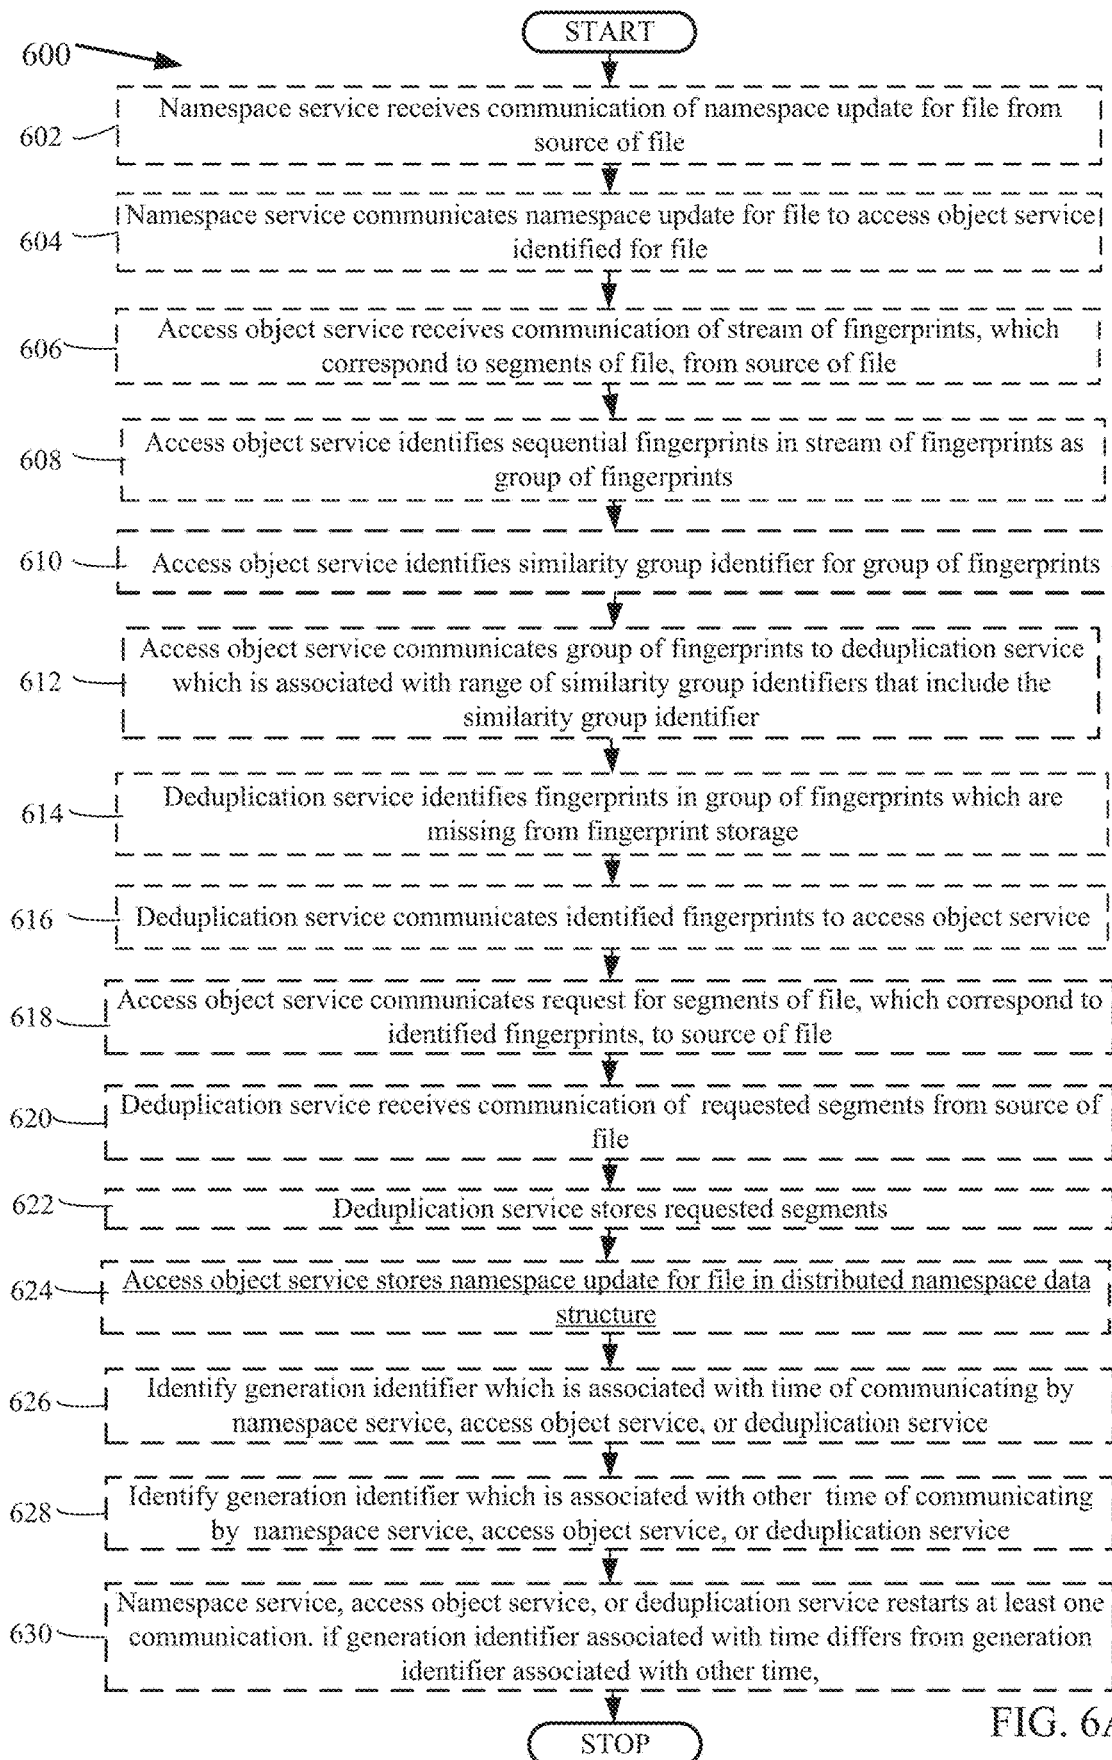 START
600
602
Namespace service receives communication of namespace update for file from
source of file
604
Namespace service communicates namespace update for file to access object service
identified for file
606
Access object service receives communication of stream of fingerprints, which
correspond to segments of file, from source of file
608
Access object service identifies sequential fingerprints in stream of fingerprints as
group of fingerprints
610
Access object service identifies similarity group identifier for group of fingerprints
612
Access object service communicates group of fingerprints to deduplication service
which is associated with range of similarity group identifiers that include the
similarity group identifier
614
Deduplication service identifies fingerprints in group of fingerprints which are
missing from fingerprint storage
616
Deduplication service communicates identified fingerprints to access object service
618
Access object service communicates request for segments of file, which correspond to
identified fingerprints, to source of file
620
Deduplication service receives communication of requested segments from source of
file
622
Deduplication service stores requested segments
624
Access object service stores namespace update for file in distributed namespace data
structure
626
Identify generation identifier which is associated with time of communicating by
namespace service, access object service, or deduplication service
628
Identify generation identifier which is associated with other time of communicating
by namespace service, access object service, or deduplication service
630
Namespace service, access object service, or deduplication service restarts at least one
communication. if generation identifier associated with time differs from generation
identifier associated with other time,
STOP
FIG. 6A